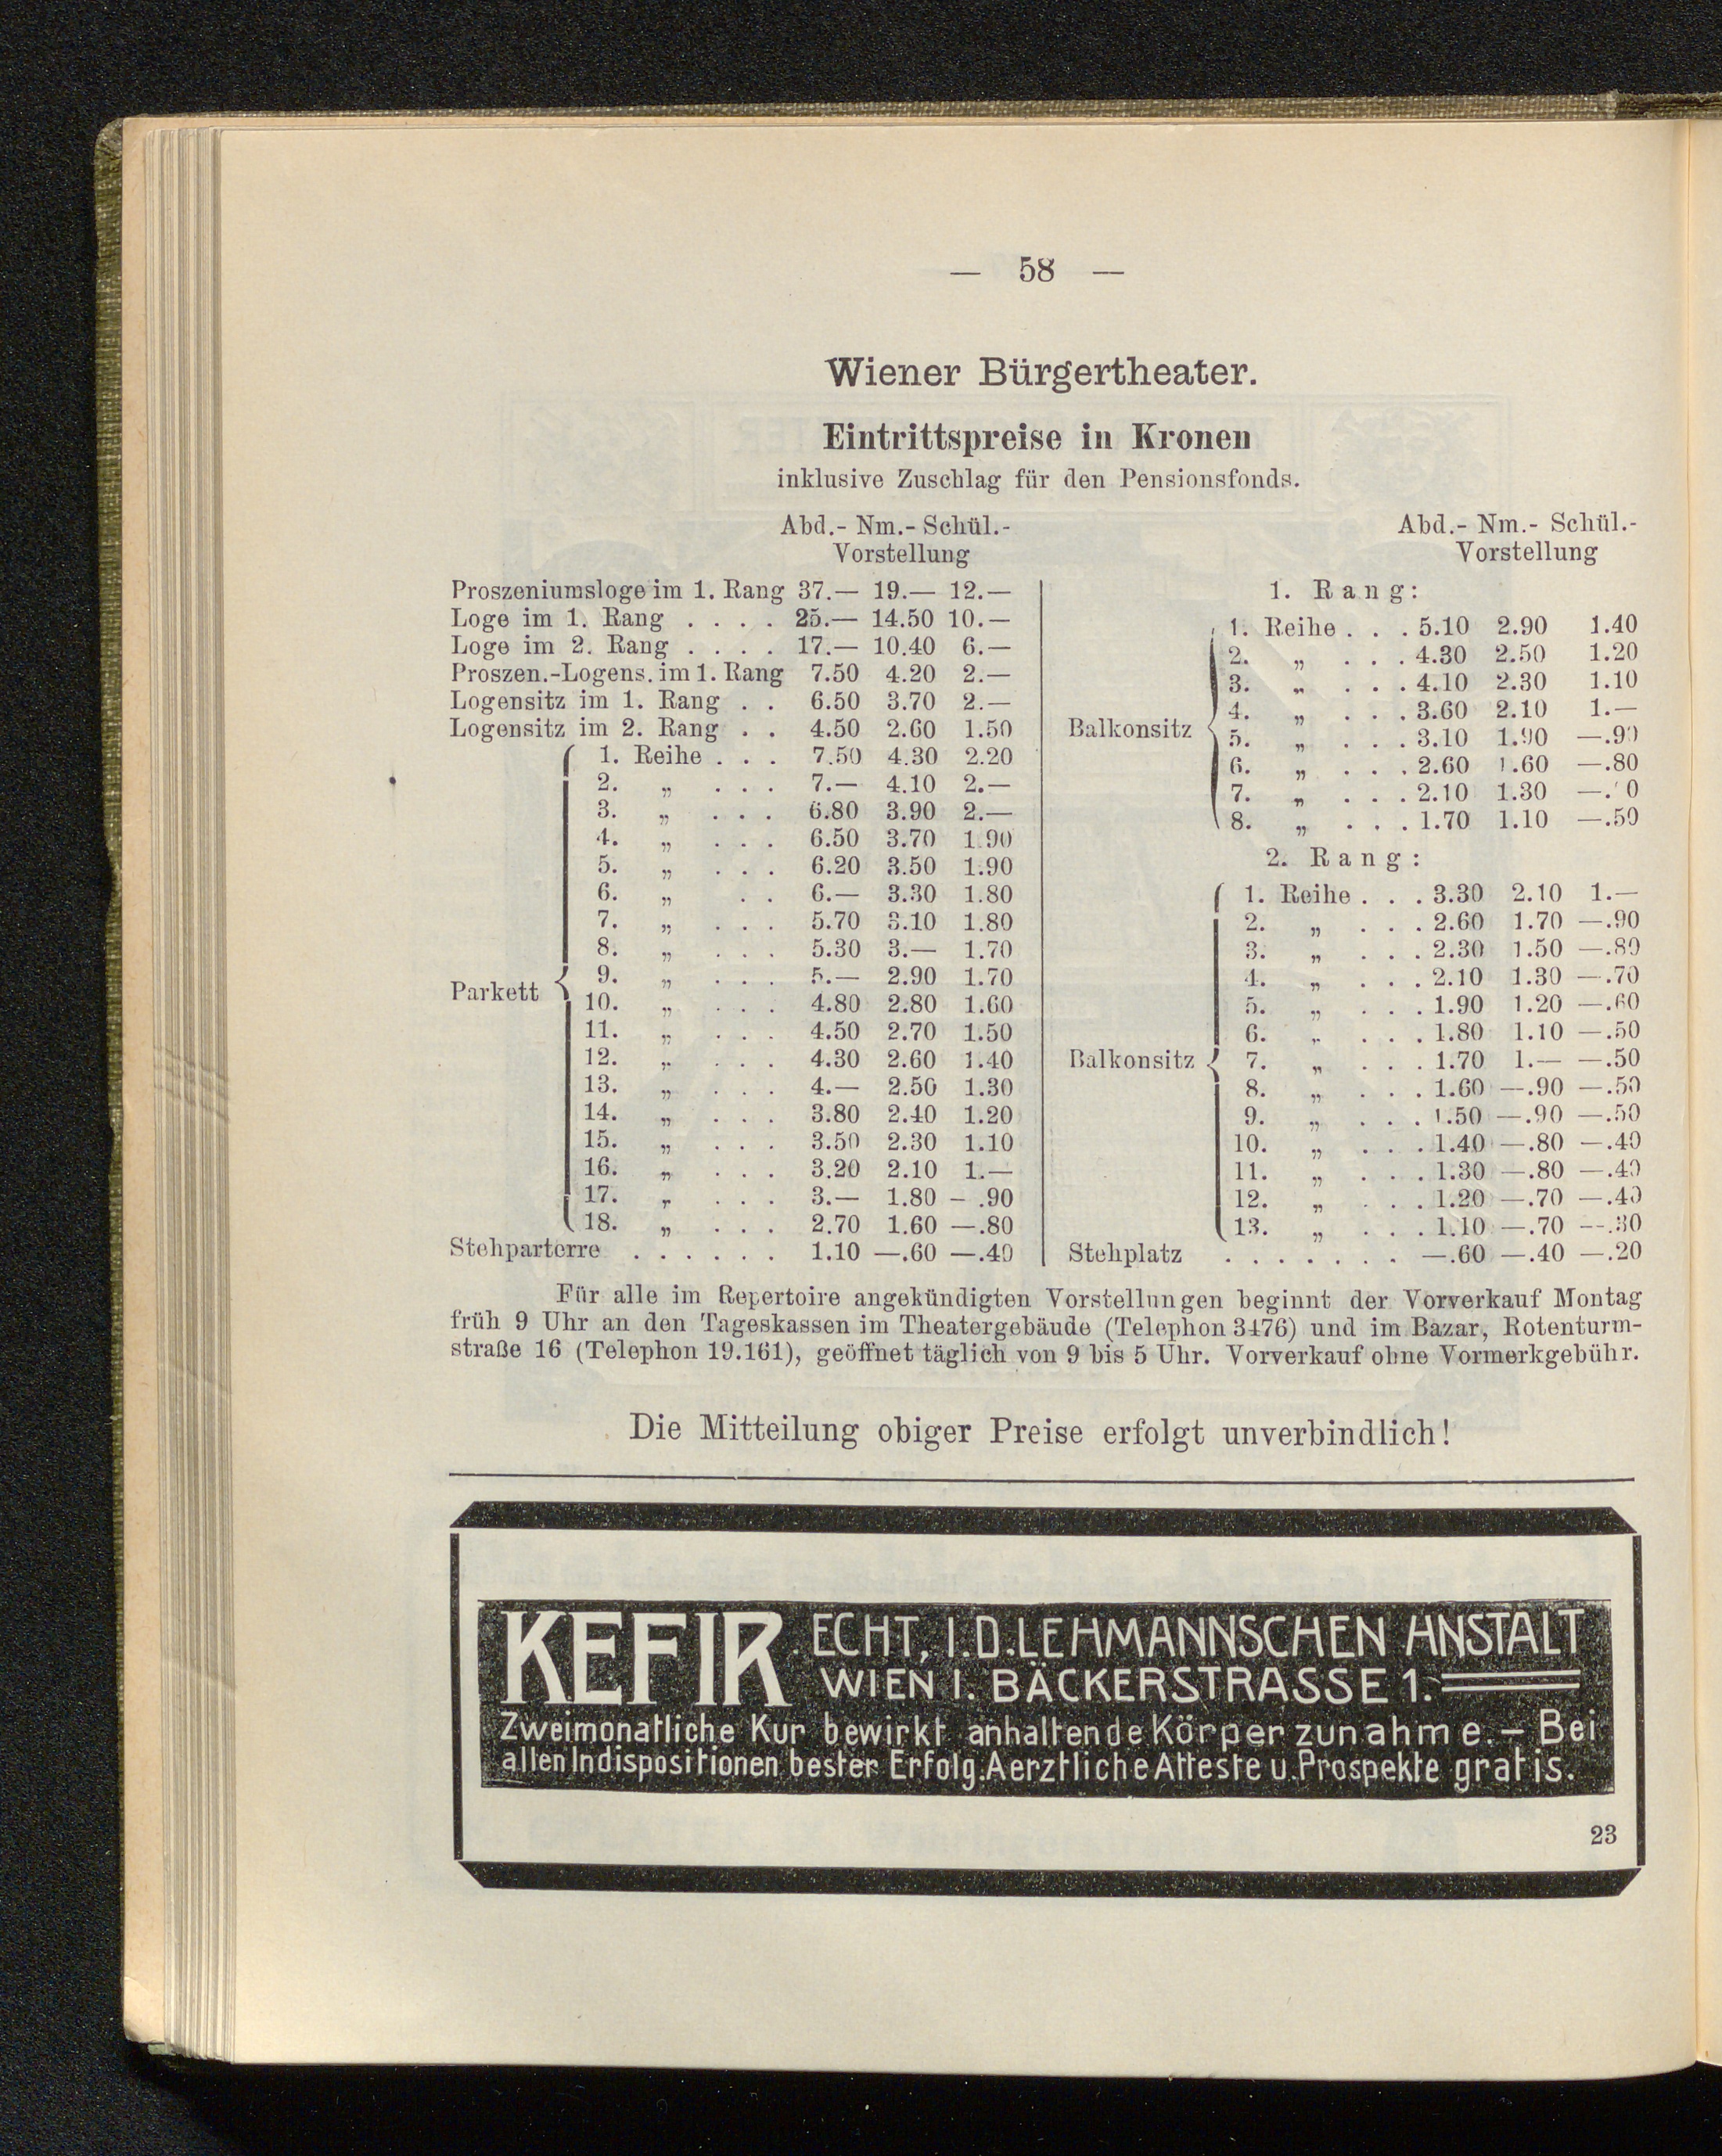 — 58 —
Wiener Bürgertheater.
Eintrittspreise in Kronen
inklusive Zuschlag für den Pensionsfonds.
Abd.- Nm.- Schül.-
Vorstellung
Proszeniumsloge im 1. Rang 37.— 19.— 12.—
Loge im 1. Rang . . . . 25.— 14.50 10.—
Loge im 2. Rang . . . . 17.— 10.40 6.—
Proszen.-Logens. im 1. Rang 7.50 4.20 2.—
Logensitz im 1. Rang . . 6.50 3.70 2.—
Logensitz im 2. Rang . . 4.50 2.60 1.50
1. Reihe . . . 7.50 4.30 2.20
2. „ . . . 7.— 4.10 2.—
3. „ . . . 6.80 3.90 2.—
4. „ . . . 6.50 3.70 1.90
5. „ . . . 6.20 3.50 1.90
6. „ . . 6.— 3.30 1.80
7. „ . . . 5.70 3.10 1.80
8. „ . . . 5.30 3.— 1.70
Parkett
9. „ . . . 5.— 2.90 1.70
10. „ . . . 4.80 2.80 1.60
11. „ . . . 4.50 2.70 1.50
12. „ . . . 4.30 2.60 1.40
13. „ . . . 4.— 2.50 1.30
14. „ . . . 3.80 2.40 1.20
15. „ . . . 3.50 2.30 1.10
16. „ . . . 3.20 2.10 1.—
17. „ . . . 3.— 1.80 – .90
18. „ . . . 2.70 1.60 —.80
Stehparterre . . . . . . 1.10 —.60 —.40
Abd.- Nm.- Schül.-
Vorstellung
1. Rang:
1. Reihe . . . 5.10 2.90 1.40
2. „ . . . 4.30 2.50 1.20
3. „ . . . 4.10 2.30 1.10
4. „ . . . 3.60 2.10 1.—
Balkonsitz
5. „ . . . 3.10 1.90 —.90
6. „ . . . 2.60 1.60 —.80
7. „ . . . 2.10 1.30
8. „ . . . 1.70 1.10 —.50
2. Rang:
1. Reihe . . . 3.30 2.10 1.—
2. „ . . . 2.60 1.70 —.90
3. „ . . . 2.30 1.50 —.80
4. „ . . . 2.10 1.30 —.70
5. „ . . . 1.90 1.20 —.60
6. „ . . . 1.80 1.10 —.50
Balkonsitz
7. „ . . . 1.70 1.— —.50
8. „ . . . 1.60 —.90 —.50
9. „ . . . 1.50 —.90 —.50
10. „ . . . 1.40 —.80 —.40
11. „ . . . 1.30 —.80 —.40
12. „ . . . 1.20 —.70 —.40
13. „ . . . 1.10 —.70 —.30
Stehplatz . . . . . . . —.60 —.40 —.20
Für alle im Repertoire angekündigten Vorstellungen beginnt der Vorverkauf Montag
früh 9 Uhr an den Tageskassen im Theatergebäude (Telephon 3476) und im Bazar, Rotenturm-
straße 16 (Telephon 19.161), geöffnet täglich von 9 bis 5 Uhr. Vorverkauf ohne Vormerkgebühr.
Die Mitteilung obiger Preise erfolgt unverbindlich!
KEFIR ECHT, I.D. LEHMANNSCHEN ANSTALT
WIEN I. BÄCKERSTRASSE 1.
Zweimonatliche Kur bewirkt anhaltende Körperzunahme. — Bei
allen Indispositionen bester Erfolg. Aerztliche Atteste u. Prospekte gratis.
23